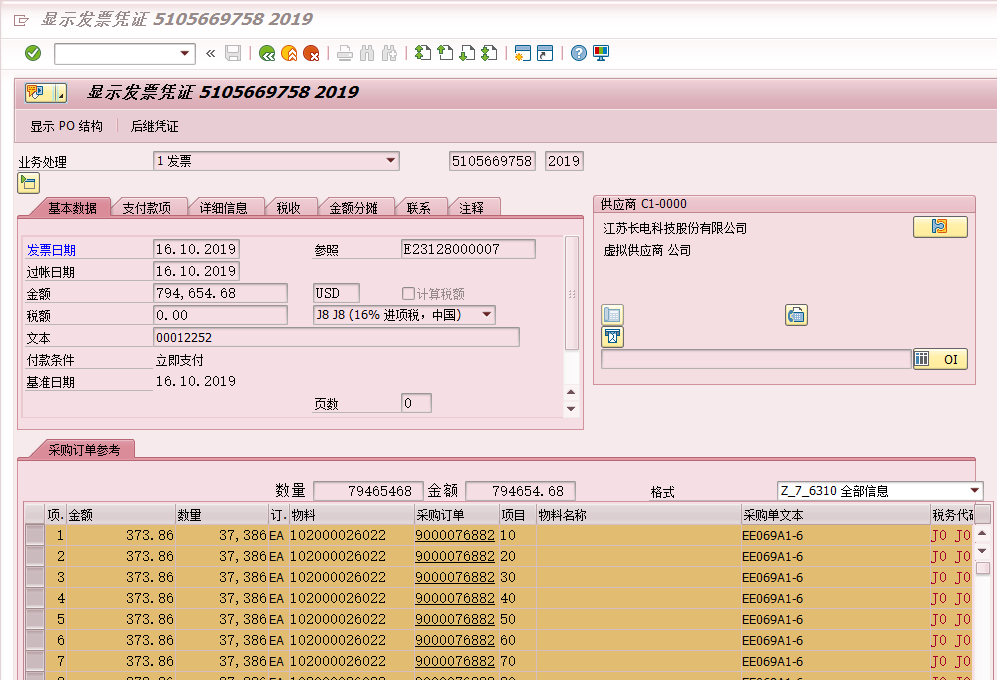 显示发票凭证 5105669758 2019
显示发票凭证 5105669758 2019
显示 PO 结构 后继凭证
业务处理 1 发票 5105669758 2019
基本数据 支付款项 详细信息 税收 金额分摊 联系 注释
供应商 C1-0000
江苏长电科技股份有限公司
虚拟供应商 公司
OI
发票日期 16.10.2019 参照 E23128000007
过帐日期 16.10.2019
金额 794,654.68 USD 计算税额
税额 0.00 J8 J8 (16% 进项税，中国)
文本 00012252
付款条件 立即支付
基准日期 16.10.2019
页数 0
采购订单参考
数量 79465468 金额 794654.68 格式 Z_7_6310 全部信息
项. 金额 数量 订. 物料 采购订单 项目 物料名称 采购单文本 税务代码
1 373.86 37,386 EA 102000026022 9000076882 10 EE069A1-6 J0 J0
2 373.86 37,386 EA 102000026022 9000076882 20 EE069A1-6 J0 J0
3 373.86 37,386 EA 102000026022 9000076882 30 EE069A1-6 J0 J0
4 373.86 37,386 EA 102000026022 9000076882 40 EE069A1-6 J0 J0
5 373.86 37,386 EA 102000026022 9000076882 50 EE069A1-6 J0 J0
6 373.86 37,386 EA 102000026022 9000076882 60 EE069A1-6 J0 J0
7 373.86 37,386 EA 102000026022 9000076882 70 EE069A1-6 J0 J0